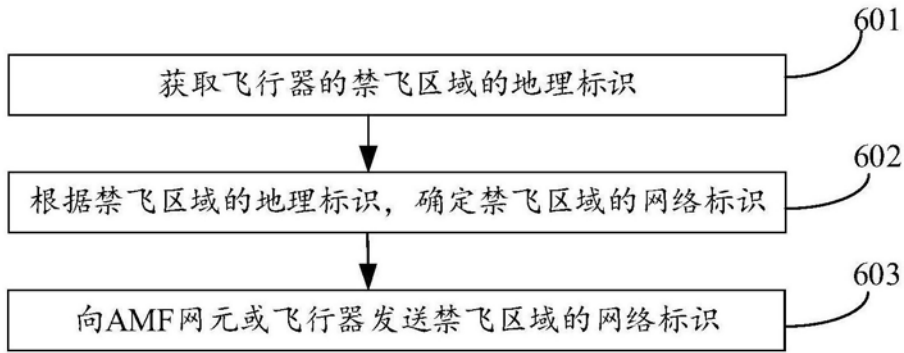 601
获取飞行器的禁飞区域的地理标识
602
根据禁飞区域的地理标识，确定禁飞区域的网络标识
603
向AMF网元或飞行器发送禁飞区域的网络标识